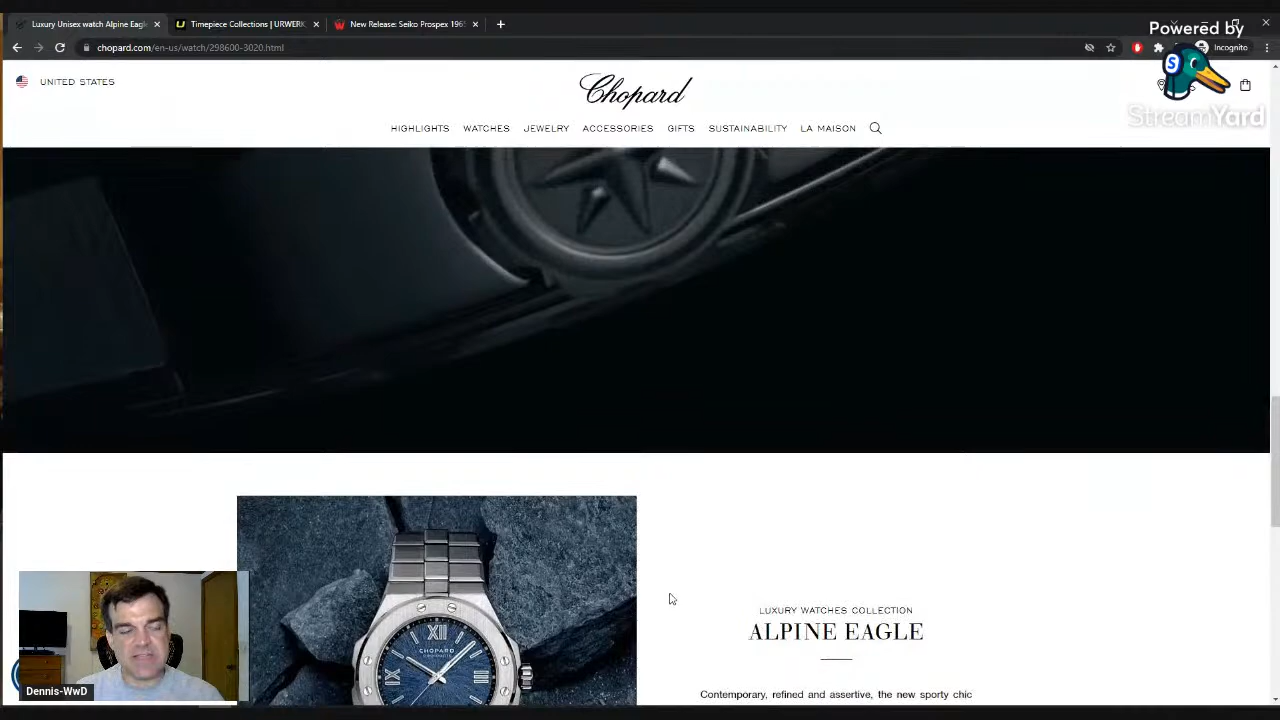 Luxury Unisex watch Alpine Eagl
Timepiece Collections | URWERK
New Release: Seiko Prospex 1965
Powered by
chopard.com/en-us/watch/298600-3020.html
Incognito
UNITED STATES
Chopard
StreamYard
HIGHLIGHTS WATCHES JEWELRY ACCESSORIES GIFTS SUSTAINABILITY LA MAISON
LUXURY WATCHES COLLECTION
ALPINE EAGLE
CHOPARD
Dennis-WwD
Contemporary, refined and assertive, the new sporty chic